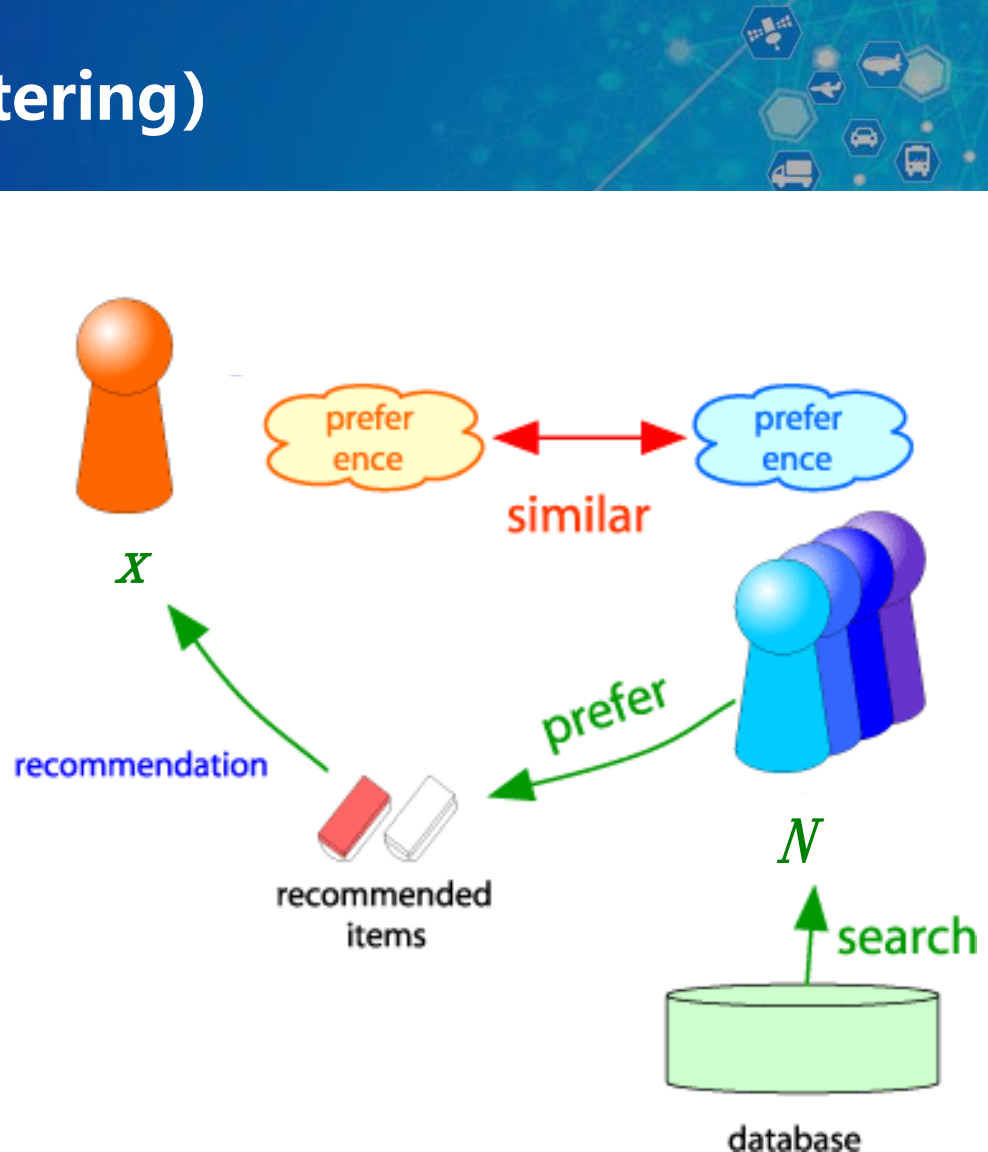 tering)
prefer
ence
prefer
ence
similar
x
prefer
recommendation
N
recommended
items
search
database